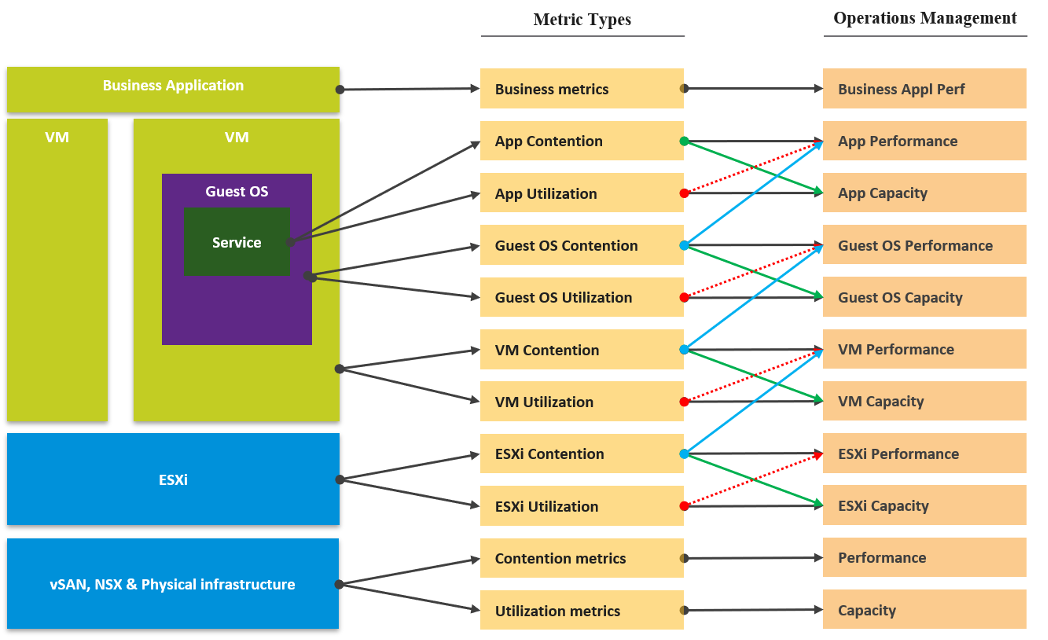 Metric Types
Operations Management
Business Application
Business metrics
Business Appl Perf
VM
VM
App Contention
App Performance
Guest OS
App Utilization
App Capacity
Service
Guest OS Contention
Guest OS Performance
Guest OS Utilization
Guest OS Capacity
VM Contention
VM Performance
VM Utilization
VM Capacity
ESXi
ESXi Contention
ESXi Performance
ESXi Utilization
ESXi Capacity
vSAN, NSX & Physical infrastructure
Contention metrics
Performance
Utilization metrics
Capacity